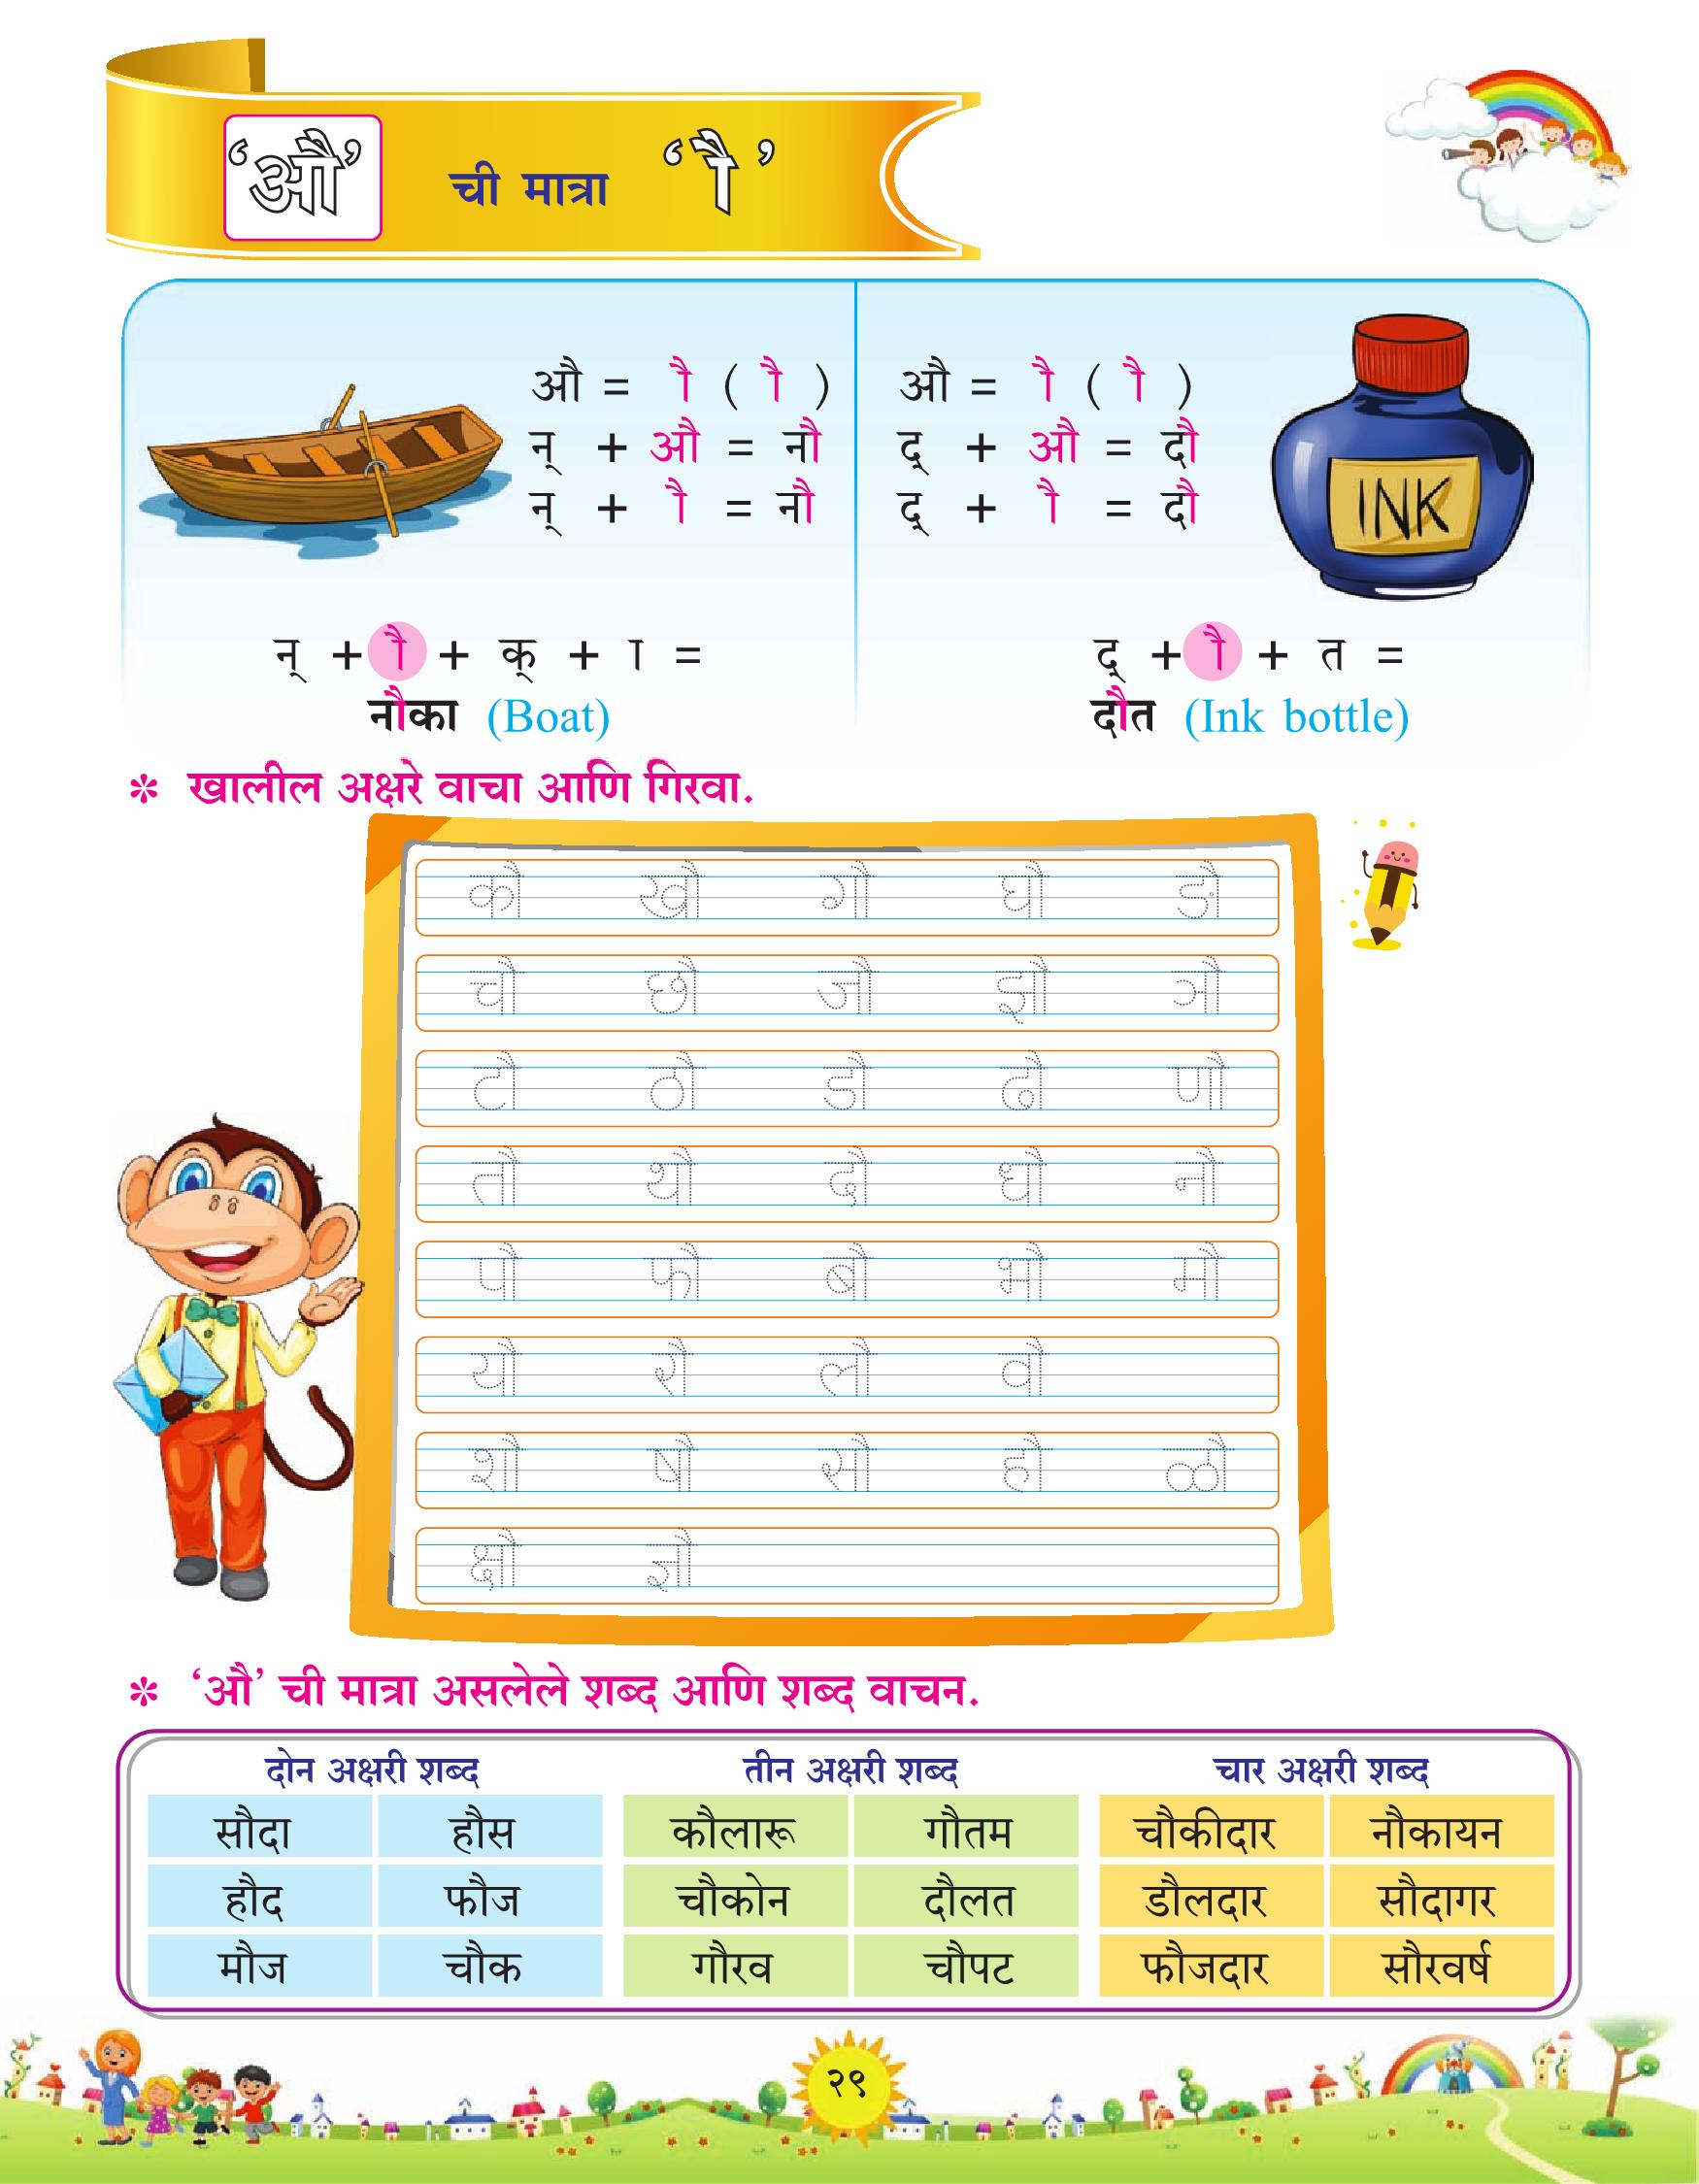 ‘औ’ ची मात्रा ‘ौ’
औ = ौ ( ौ )
न् + औ = नौ
न् + ौ = नौ
न् + ौ + क् + ा =
नौका (Boat)
औ = ौ ( ौ )
द् + औ = दौ
द् + ौ = दौ
INK
द् + ौ + त =
दौत (Ink bottle)
* खालील अक्षरे वाचा आणि गिरवा.
कौ खौ गौ घौ ङौ
चौ छौ जौ झौ ञौ
टौ ठौ डौ ढौ णौ
तौ थौ दौ धौ नौ
पौ फौ बौ भौ मौ
यौ रौ लौ वौ
शौ षौ सौ हौ ळौ
क्षौ ज्ञौ
* ‘औ’ ची मात्रा असलेले शब्द आणि शब्द वाचन.
दोन अक्षरी शब्द तीन अक्षरी शब्द चार अक्षरी शब्द
सौदा हौस कौलारू गौतम चौकीदार नौकायन
हौद फौज चौकोन दौलत डौलदार सौदागर
मौज चौक गौरव चौपट फौजदार सौरवर्ष
२९